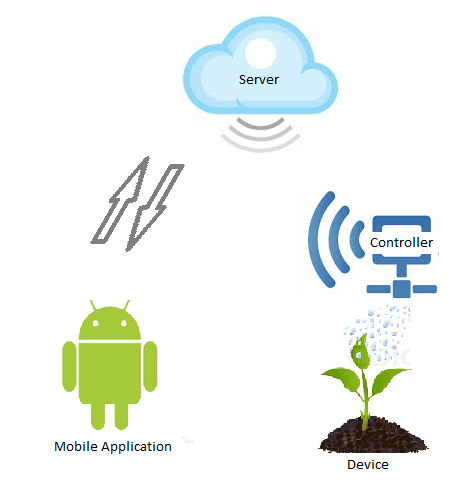 Server
Controller
Mobile Application
Device